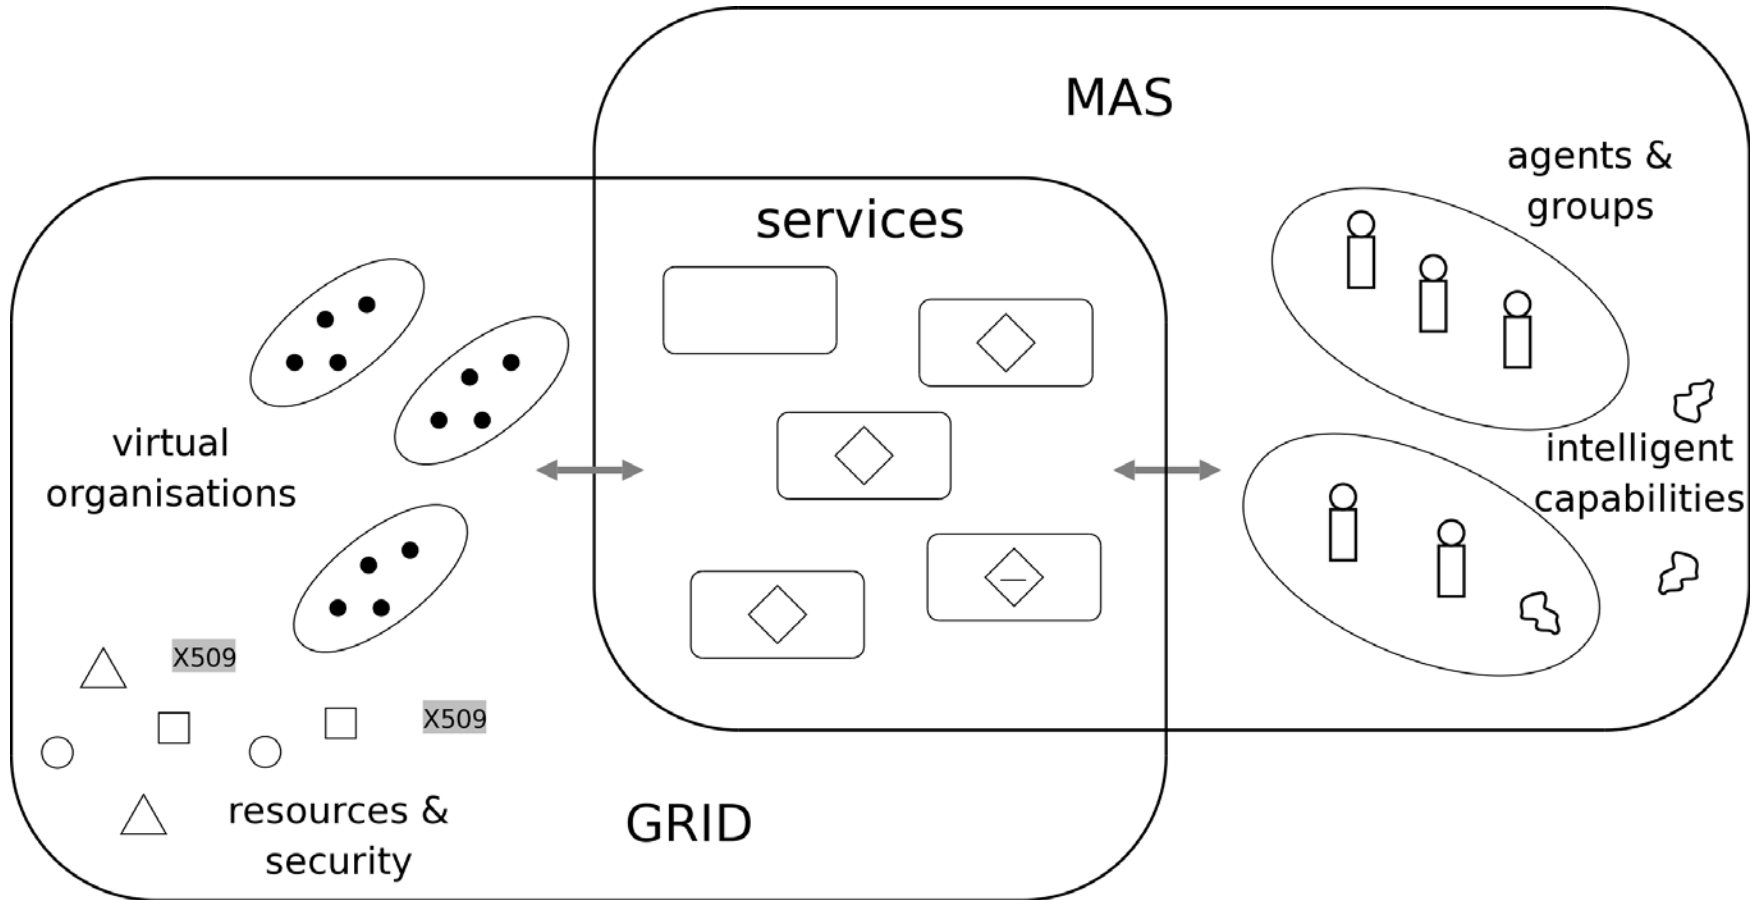 MAS
agents &
groups
services
virtual
organisations
intelligent
capabilities
X509
X509
resources &
security
GRID